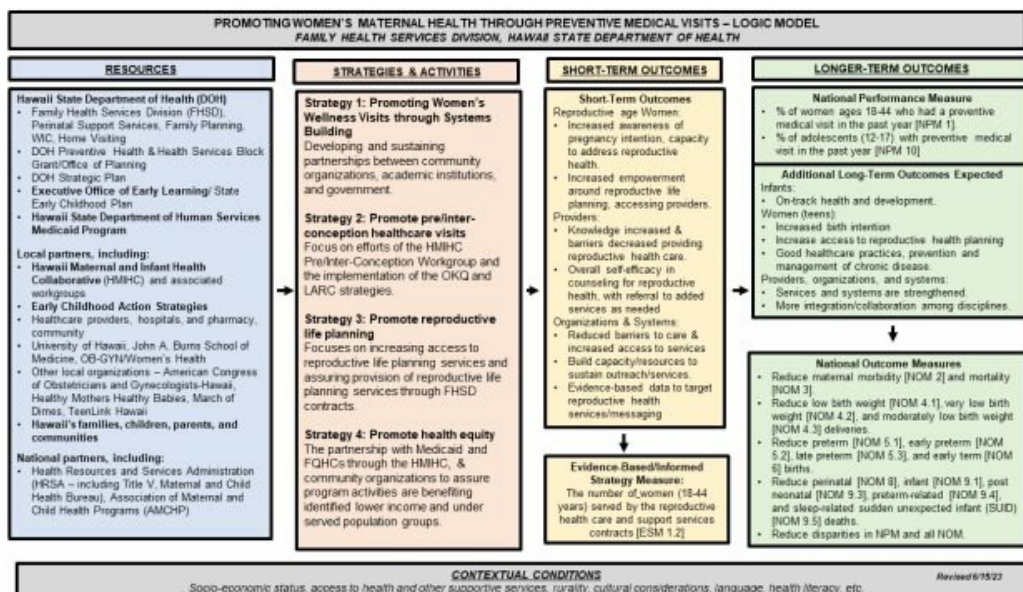 PROMOTING WOMEN'S MATERNAL HEALTH THROUGH PREVENTIVE MEDICAL VISITS – LOGIC MODEL
FAMILY HEALTH SERVICES DIVISION, HAWAII STATE DEPARTMENT OF HEALTH
RESOURCES
Hawaii State Department of Health (DOH)
• Family Health Services Division (FHSD),
Perinatal Support Services, Family Planning,
WIC, Home Visiting
• DOH Preventive Health & Health Services Block
Grant/Office of Planning
• DOH Strategic Plan
• Executive Office of Early Learning/ State
Early Childhood Plan
• Hawaii State Department of Human Services
Medicaid Program
Local partners, including:
• Hawaii Maternal and Infant Health
Collaborative (HMIHC) and associated
workgroups
• Early Childhood Action Strategies
• Healthcare providers, hospitals, and pharmacy,
community
• University of Hawaii, John A. Burns School of
Medicine, OB-GYN/Women's Health
• Other local organizations – American Congress
of Obstetricians and Gynecologists-Hawaii,
Healthy Mothers Healthy Babies, March of
Dimes, TeenLink Hawaii
• Hawaii's families, children, parents, and
communities
National partners, including:
• Health Resources and Services Administration
(HRSA – including Title V, Maternal and Child
Health Bureau), Association of Maternal and
Child Health Programs (AMCHP)
STRATEGIES & ACTIVITIES
Strategy 1: Promoting Women's
Wellness Visits through Systems
Building
Developing and sustaining
partnerships between community
organizations, academic institutions,
and government.
Strategy 2: Promote pre/inter-
conception healthcare visits
Focus on efforts of the HMIHC
Pre/Inter-Conception Workgroup and
the implementation of the OKQ and
LARC strategies.
Strategy 3: Promote reproductive
life planning
Focuses on increasing access to
reproductive life planning services and
assuring provision of reproductive life
planning services through FHSD
contracts.
Strategy 4: Promote health equity
The partnership with Medicaid and
FQHCs through the HMIHC, &
community organizations to assure
program activities are benefiting
identified lower income and under
served population groups.
SHORT-TERM OUTCOMES
Short-Term Outcomes
Reproductive age Women:
• Increased awareness of
pregnancy intention, capacity
to address reproductive
health.
• Increased empowerment
around reproductive life
planning, accessing providers.
Providers:
• Knowledge increased &
barriers decreased providing
reproductive health care.
• Overall self-efficacy in
counseling for reproductive
health, with referral to added
services as needed
Organizations & Systems:
• Reduced barriers to care &
increased access to services
• Build capacity/resources to
sustain outreach/services.
• Evidence-based data to target
reproductive health
services/messaging
Evidence-Based/Informed
Strategy Measure:
The number of women (18-44
years) served by the reproductive
health care and support services
contracts [ESM 1.2]
LONGER-TERM OUTCOMES
National Performance Measure
• % of women ages 18-44 who had a preventive
medical visit in the past year [NPM 1].
• % of adolescents (12-17) with preventive medical
visit in the past year [NPM 10]
Additional Long-Term Outcomes Expected
Infants:
• On-track health and development.
Women (teens):
• Increased birth intention
• Increase access to reproductive health planning
• Good healthcare practices, prevention and
management of chronic disease.
Providers, organizations, and systems:
• Services and systems are strengthened.
• More integration/collaboration among disciplines.
National Outcome Measures
• Reduce maternal morbidity [NOM 2] and mortality
[NOM 3].
• Reduce low birth weight [NOM 4.1], very low birth
weight [NOM 4.2], and moderately low birth weight
[NOM 4.3] deliveries.
• Reduce preterm [NOM 5.1], early preterm [NOM
5.2], late preterm [NOM 5.3], and early term [NOM
6] births.
• Reduce perinatal [NOM 8], infant [NOM 9.1], post
neonatal [NOM 9.3], preterm-related [NOM 9.4],
and sleep-related sudden unexpected infant (SUID)
[NOM 9.5] deaths.
• Reduce disparities in NPM and all NOM.
CONTEXTUAL CONDITIONS
Revised 6/15/23
Socio-economic status, access to health and other supportive services, rurality, cultural considerations, language, health literacy, etc.